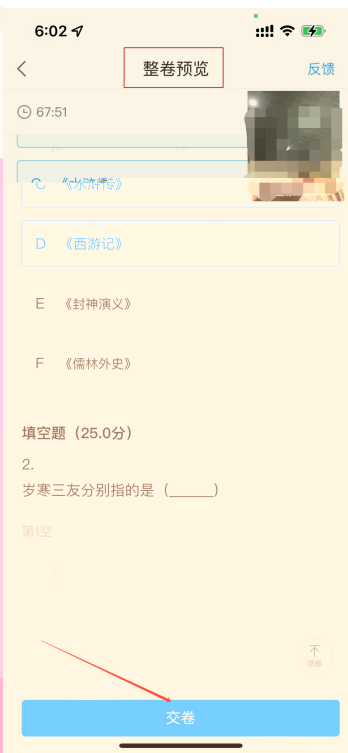 6:02
整卷预览
反馈
67:51
C 《水浒传》
D 《西游记》
E 《封神演义》
F 《儒林外史》
填空题（25.0分）
2.
岁寒三友分别指的是（______）
第1空
顶部
交卷